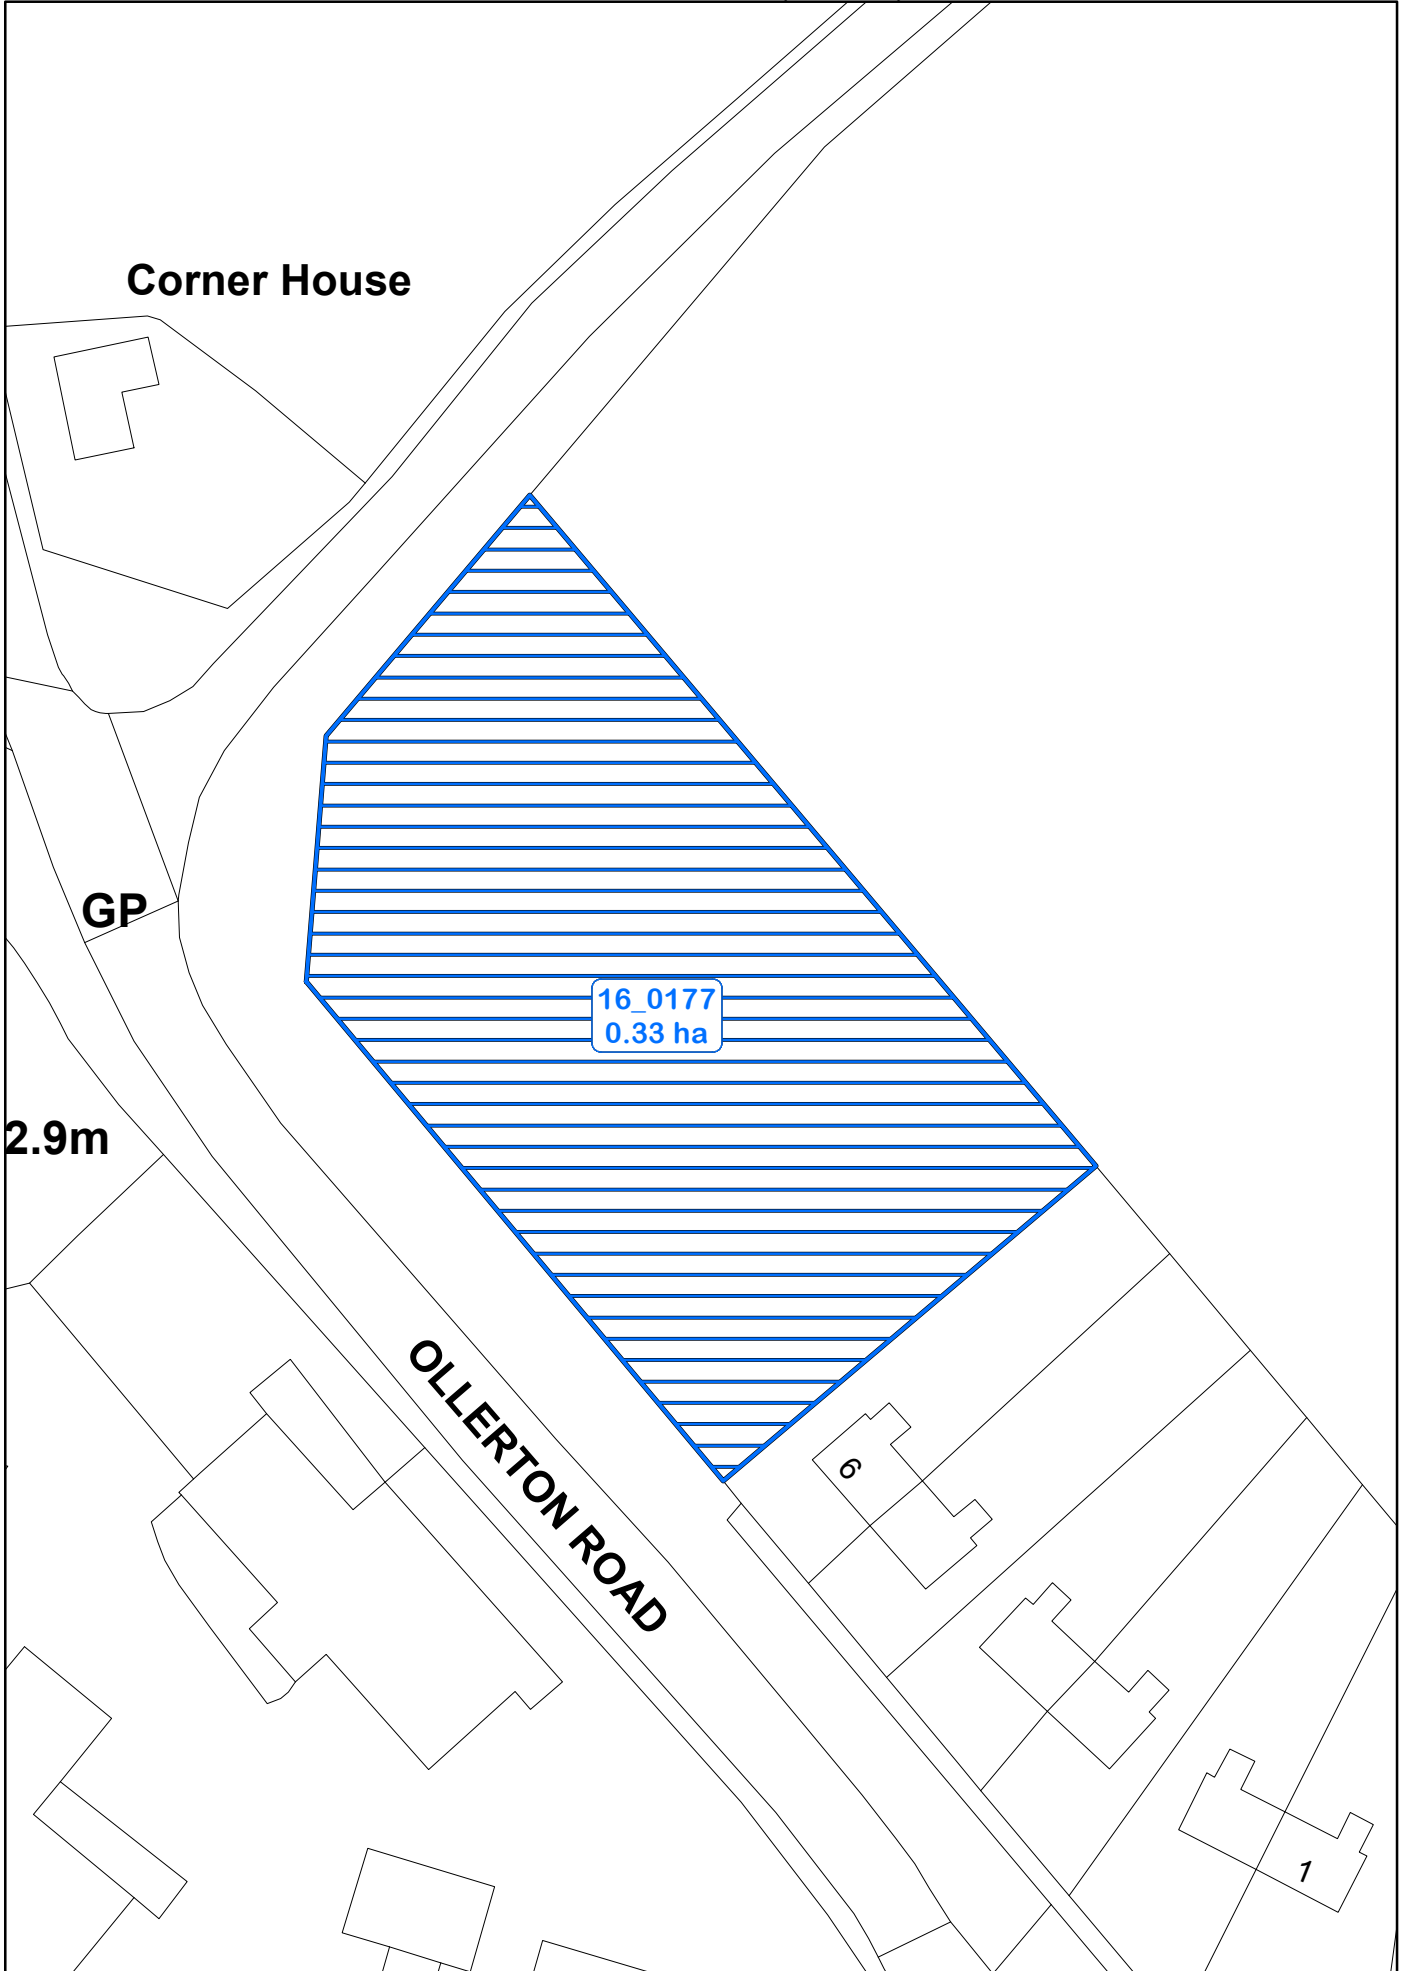 Corner House
GP
16_0177
0.33 ha
2.9m
OLLERTON ROAD
6
1